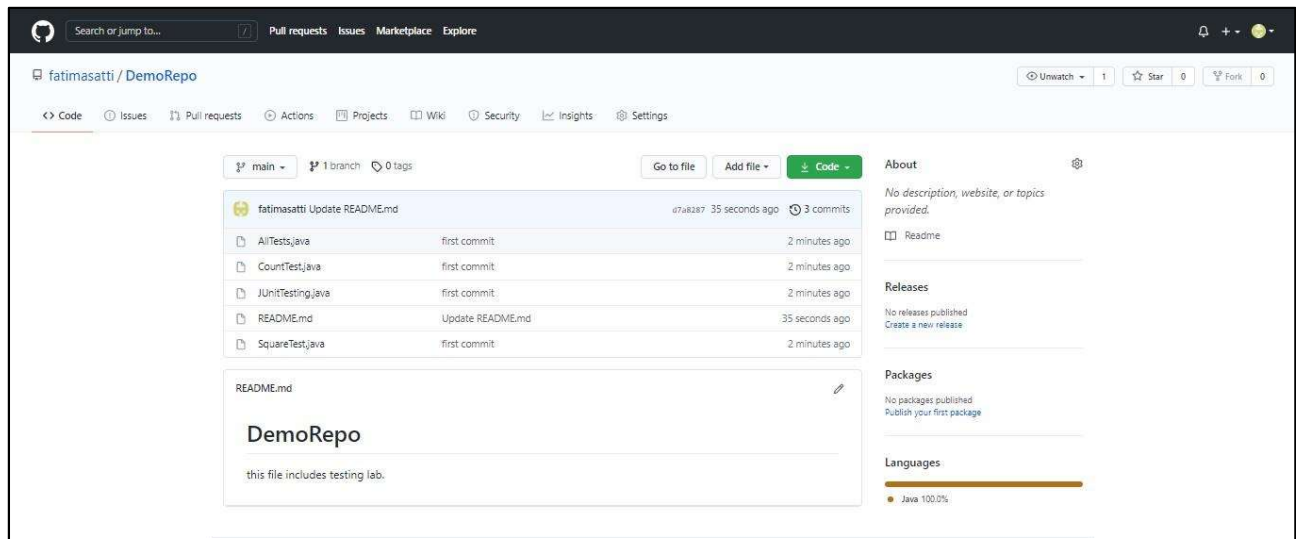 Search or jump to... / Pull requests Issues Marketplace Explore
fatimasatti / DemoRepo Unwatch 1 Star 0 Fork 0
<> Code Issues Pull requests Actions Projects Wiki Security Insights Settings
main 1 branch 0 tags Go to file Add file Code
fatimasatti Update README.md d7a8287 35 seconds ago 3 commits
AllTests.java first commit 2 minutes ago
CountTest.java first commit 2 minutes ago
JUnitTesting.java first commit 2 minutes ago
README.md Update README.md 35 seconds ago
SquareTest.java first commit 2 minutes ago
README.md
DemoRepo
this file includes testing lab.
About
No description, website, or topics
provided.
Readme
Releases
No releases published
Create a new release
Packages
No packages published
Publish your first package
Languages
Java 100.0%